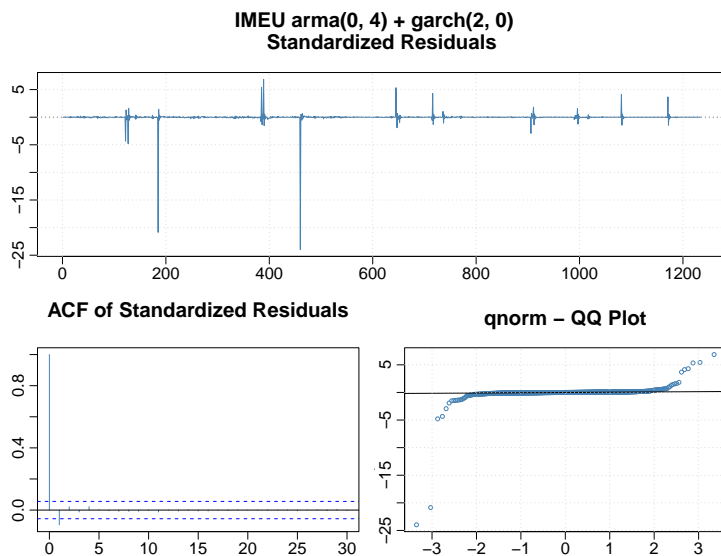 IMEU arma(0, 4) + garch(2, 0)
Standardized Residuals
5
−5
−15
−25
0 200 400 600 800 1000 1200
ACF of Standardized Residuals
0.8
0.4
0.0
0 5 10 15 20 25 30
qnorm − QQ Plot
5
−5
−15
−25
−3 −2 −1 0 1 2 3